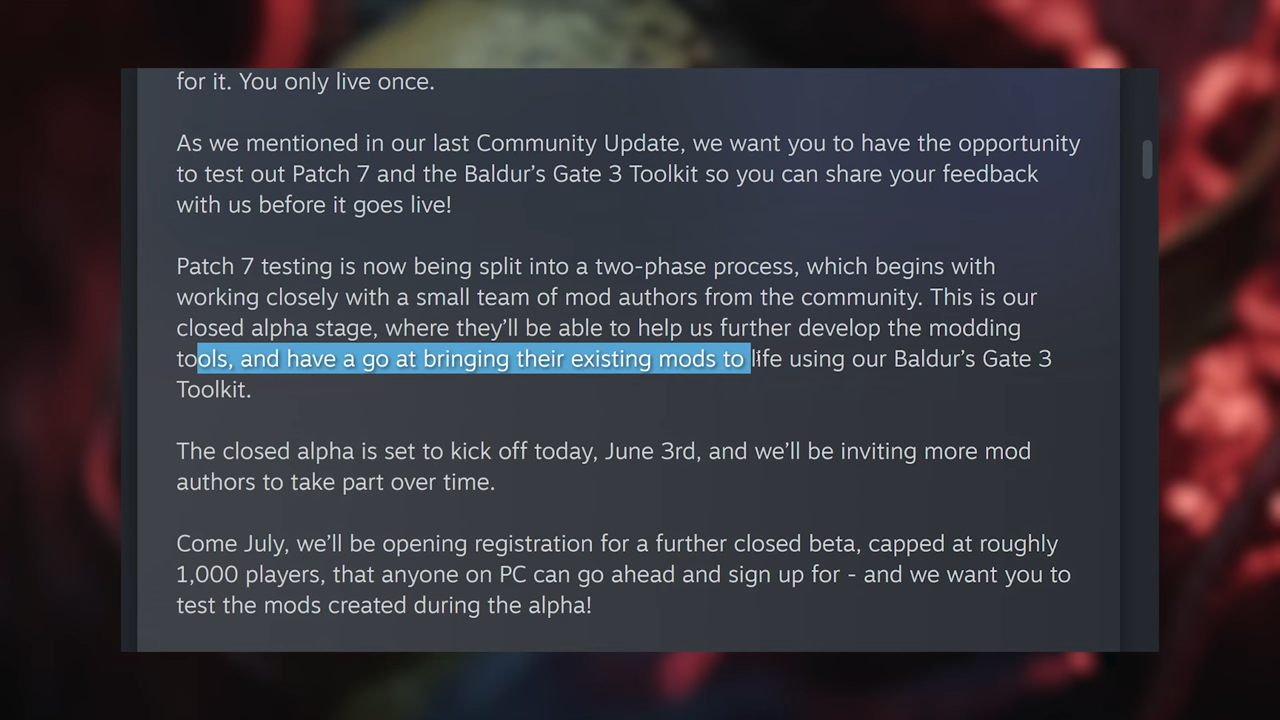 for it. You only live once.
As we mentioned in our last Community Update, we want you to have the opportunity
to test out Patch 7 and the Baldur’s Gate 3 Toolkit so you can share your feedback
with us before it goes live!
Patch 7 testing is now being split into a two-phase process, which begins with
working closely with a small team of mod authors from the community. This is our
closed alpha stage, where they’ll be able to help us further develop the modding
tools, and have a go at bringing their existing mods to life using our Baldur’s Gate 3
Toolkit.
The closed alpha is set to kick off today, June 3rd, and we’ll be inviting more mod
authors to take part over time.
Come July, we’ll be opening registration for a further closed beta, capped at roughly
1,000 players, that anyone on PC can go ahead and sign up for - and we want you to
test the mods created during the alpha!